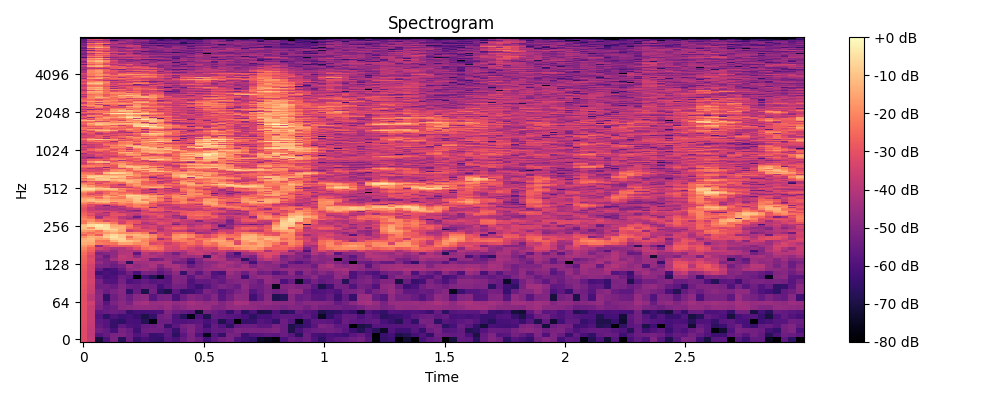 Spectrogram
+0 dB
4096
-10 dB
2048
-20 dB
1024
-30 dB
Hz
512
-40 dB
256
-50 dB
128
-60 dB
64
-70 dB
0
-80 dB
0 0.5 1 1.5 2 2.5
Time